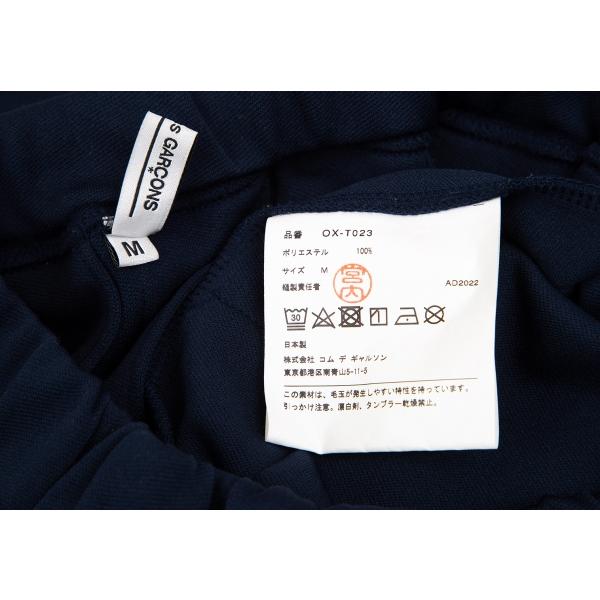 S GARÇONS
M
品番 OX-T023
ポリエステル 100%
サイズ M
縫製責任者 宮内 AD2022
30
日本製
株式会社 コム デ ギャルソン
東京都港区南青山5-11-5
この素材は、毛玉が発生しやすい特性を持っています。
引っかけ注意。漂白剤、タンブラー乾燥禁止。